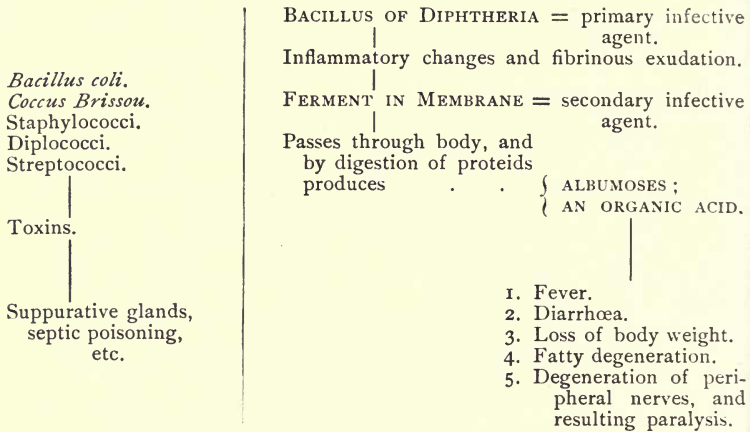 Bacillus coli.
Coccus Brissou.
Staphylococci.
Diplococci.
Streptococci.
Toxins.
Suppurative glands,
septic poisoning,
etc.
BACILLUS OF DIPHTHERIA = primary infective
agent.
Inflammatory changes and fibrinous exudation.
FERMENT IN MEMBRANE = secondary infective
agent.
Passes through body, and
by digestion of proteids
produces . . { ALBUMOSES ;
{ AN ORGANIC ACID.
1. Fever.
2. Diarrhœa.
3. Loss of body weight.
4. Fatty degeneration.
5. Degeneration of peri-
pheral nerves, and
resulting paralysis.